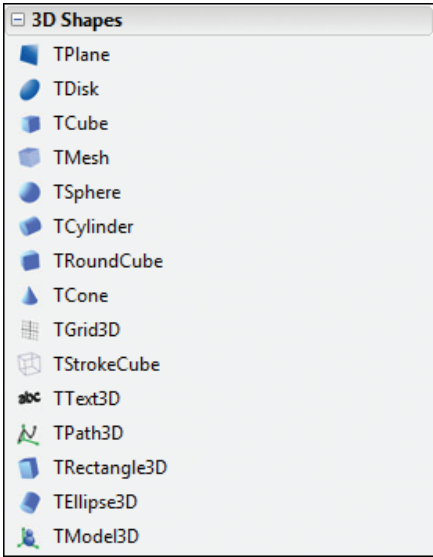 3D Shapes
TPlane
TDisk
TCube
TMesh
TSphere
TCylinder
TRoundCube
TCone
TGrid3D
TStrokeCube
abc TText3D
TPath3D
TRectangle3D
TEllipse3D
TModel3D